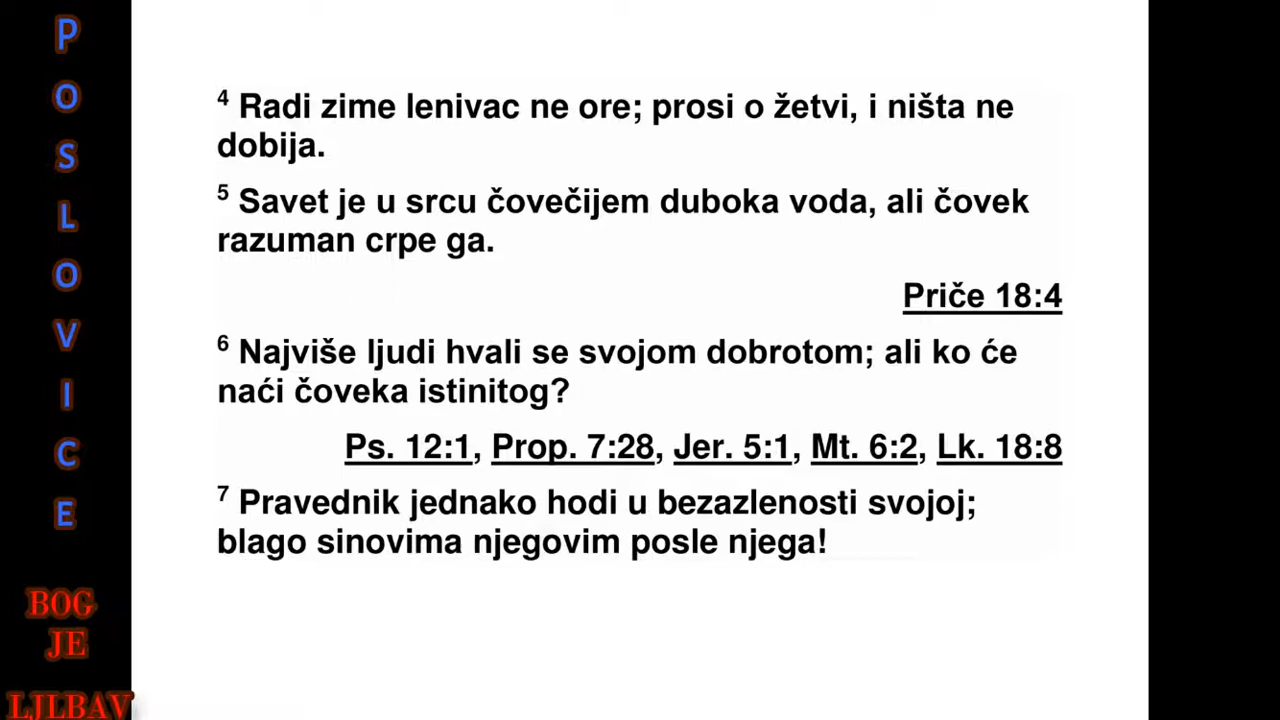 P
O
S
L
O
V
I
C
E
BOG
JE
LJLBAV
4 Radi zime lenivac ne ore; prosi o žetvi, i ništa ne
dobija.
5 Savet je u srcu čovečijem duboka voda, ali čovek
razuman crpe ga.
Priče 18:4
6 Najviše ljudi hvali se svojom dobrotom; ali ko će
naći čoveka istinitog?
Ps. 12:1, Prop. 7:28, Jer. 5:1, Mt. 6:2, Lk. 18:8
7 Pravednik jednako hodi u bezazlenosti svojoj;
blago sinovima njegovim posle njega!